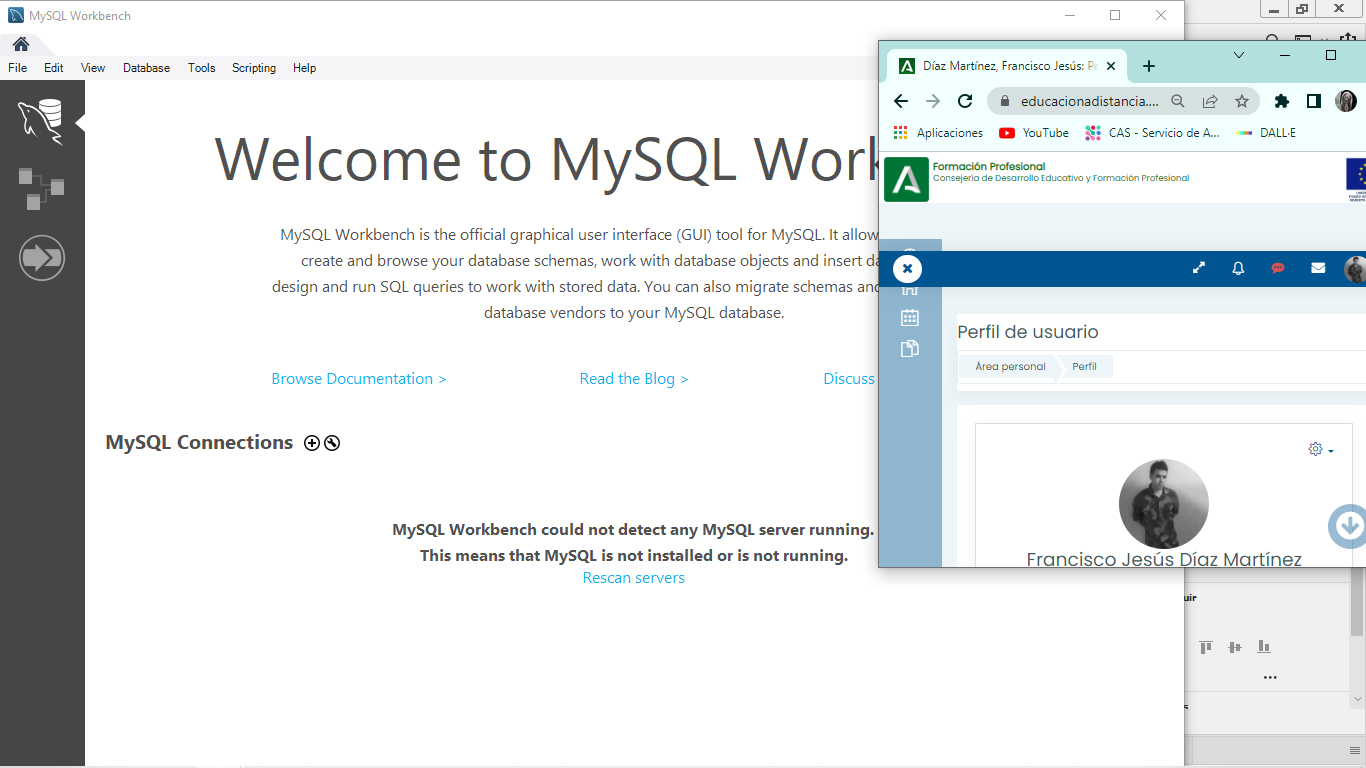 MySQL Workbench
File Edit View Database Tools Scripting Help
Welcome to MySQL Work
MySQL Workbench is the official graphical user interface (GUI) tool for MySQL. It allow
create and browse your database schemas, work with database objects and insert da
design and run SQL queries to work with stored data. You can also migrate schemas and
database vendors to your MySQL database.
Browse Documentation > Read the Blog > Discuss
MySQL Connections
MySQL Workbench could not detect any MySQL server running.
This means that MySQL is not installed or is not running.
Rescan servers
Díaz Martínez, Francisco Jesús: Pe
educacionadistancia....
Aplicaciones YouTube CAS - Servicio de A... DALL·E
Formación Profesional
Consejería de Desarrollo Educativo y Formación Profesional
Perfil de usuario
Área personal Perfil
Francisco Jesús Díaz Martínez
uir